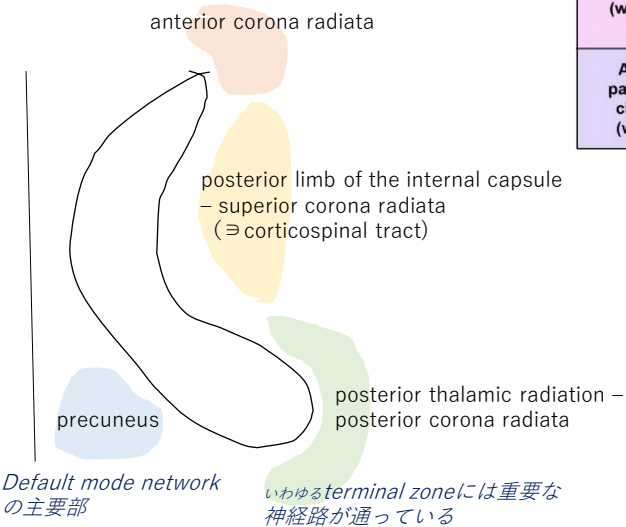 anterior corona radiata
(w
A
pa
cl
(v
posterior limb of the internal capsule
– superior corona radiata
（∋corticospinal tract)
posterior thalamic radiation –
posterior corona radiata
precuneus
Default mode network
の主要部
いわゆるterminal zoneには重要な
神経路が通っている